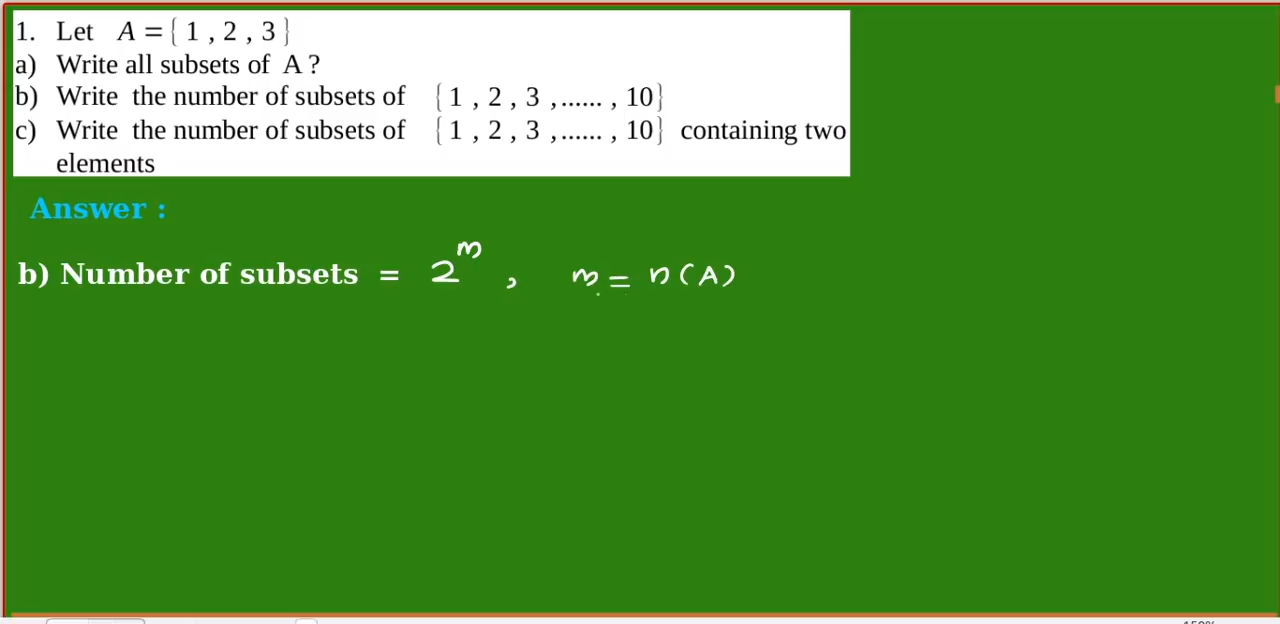 1. Let A = { 1 , 2 , 3 }
a) Write all subsets of A ?
b) Write the number of subsets of { 1 , 2 , 3 ,...... , 10}
c) Write the number of subsets of { 1 , 2 , 3 ,...... , 10} containing two
elements
Answer :
b) Number of subsets = 2^m , m = n(A)